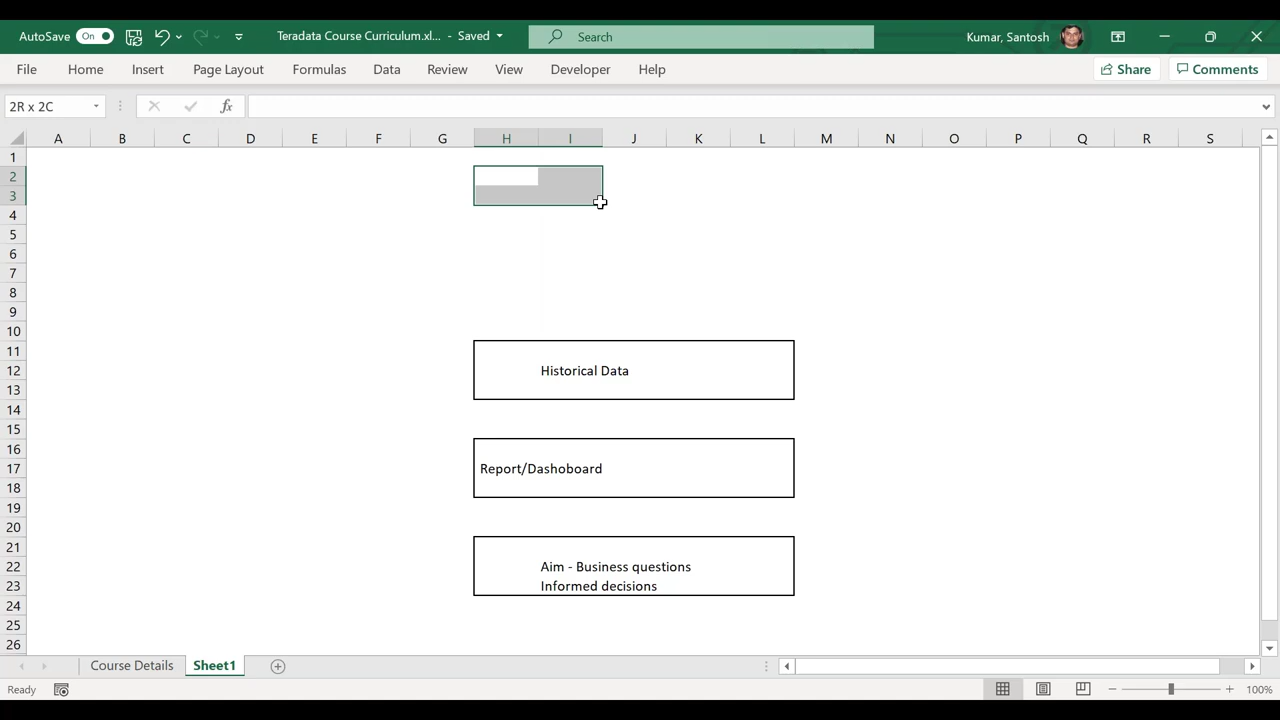 AutoSave On Teradata Course Curriculum.xl... - Saved Search Kumar, Santosh
File Home Insert Page Layout Formulas Data Review View Developer Help Share Comments
2R x 2C fx
A B C D E F G H I J K L M N O P Q R S
1
2
3
4
5
6
7
8
9
10
11
12 Historical Data
13
14
15
16
17 Report/Dashoboard
18
19
20
21
22 Aim - Business questions
23 Informed decisions
24
25
26
Course Details Sheet1
Ready 100%